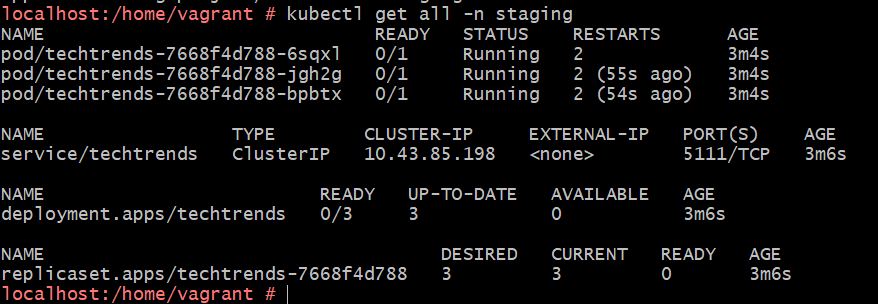 localhost:/home/vagrant # kubectl get all -n staging
NAME READY STATUS RESTARTS AGE
pod/techtrends-7668f4d788-6sqxl 0/1 Running 2 3m4s
pod/techtrends-7668f4d788-jgh2g 0/1 Running 2 (55s ago) 3m4s
pod/techtrends-7668f4d788-bpbtx 0/1 Running 2 (54s ago) 3m4s
NAME TYPE CLUSTER-IP EXTERNAL-IP PORT(S) AGE
service/techtrends ClusterIP 10.43.85.198 <none> 5111/TCP 3m6s
NAME READY UP-TO-DATE AVAILABLE AGE
deployment.apps/techtrends 0/3 3 0 3m6s
NAME DESIRED CURRENT READY AGE
replicaset.apps/techtrends-7668f4d788 3 3 0 3m6s
localhost:/home/vagrant #